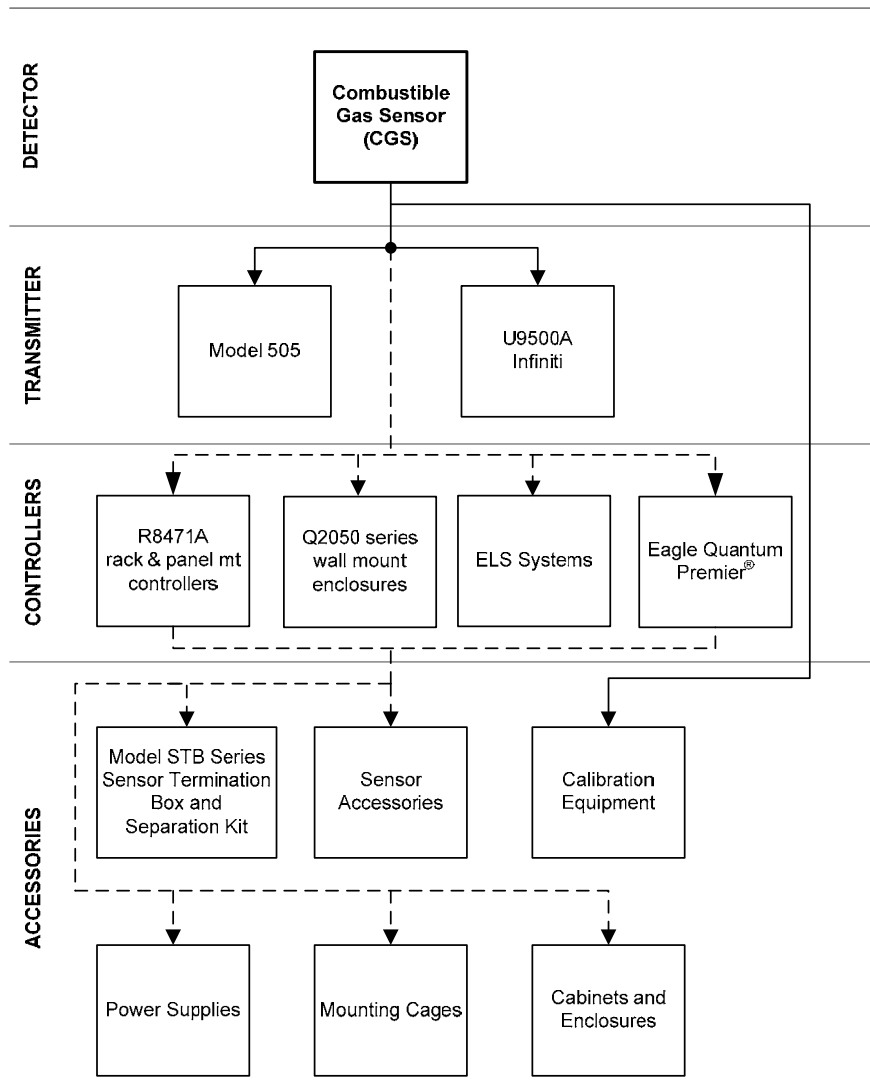 DETECTOR
Combustible
Gas Sensor
(CGS)
TRANSMITTER
Model 505
U9500A
Infiniti
CONTROLLERS
R8471A
rack & panel mt
controllers
Q2050 series
wall mount
enclosures
ELS Systems
Eagle Quantum
Premier®
ACCESSORIES
Model STB Series
Sensor Termination
Box and
Separation Kit
Sensor
Accessories
Calibration
Equipment
Power Supplies
Mounting Cages
Cabinets and
Enclosures